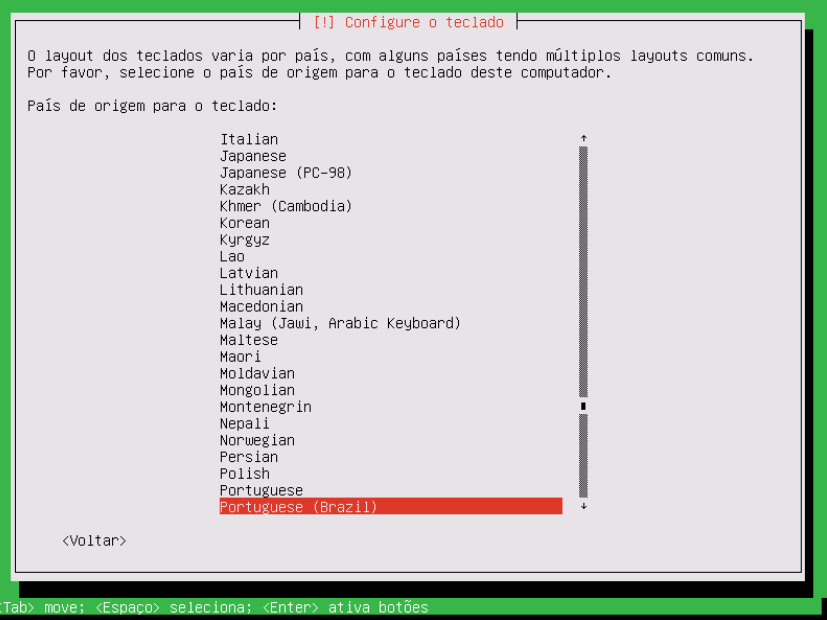 [!] Configure o teclado
O layout dos teclados varia por país, com alguns países tendo múltiplos layouts comuns.
Por favor, selecione o país de origem para o teclado deste computador.
País de origem para o teclado:
Italian
Japanese
Japanese (PC-98)
Kazakh
Khmer (Cambodia)
Korean
Kyrgyz
Lao
Latvian
Lithuanian
Macedonian
Malay (Jawi, Arabic Keyboard)
Maltese
Maori
Moldavian
Mongolian
Montenegrin
Nepali
Norwegian
Persian
Polish
Portuguese
Portuguese (Brazil)
<Voltar>
<Tab> move; <Espaço> seleciona; <Enter> ativa botões